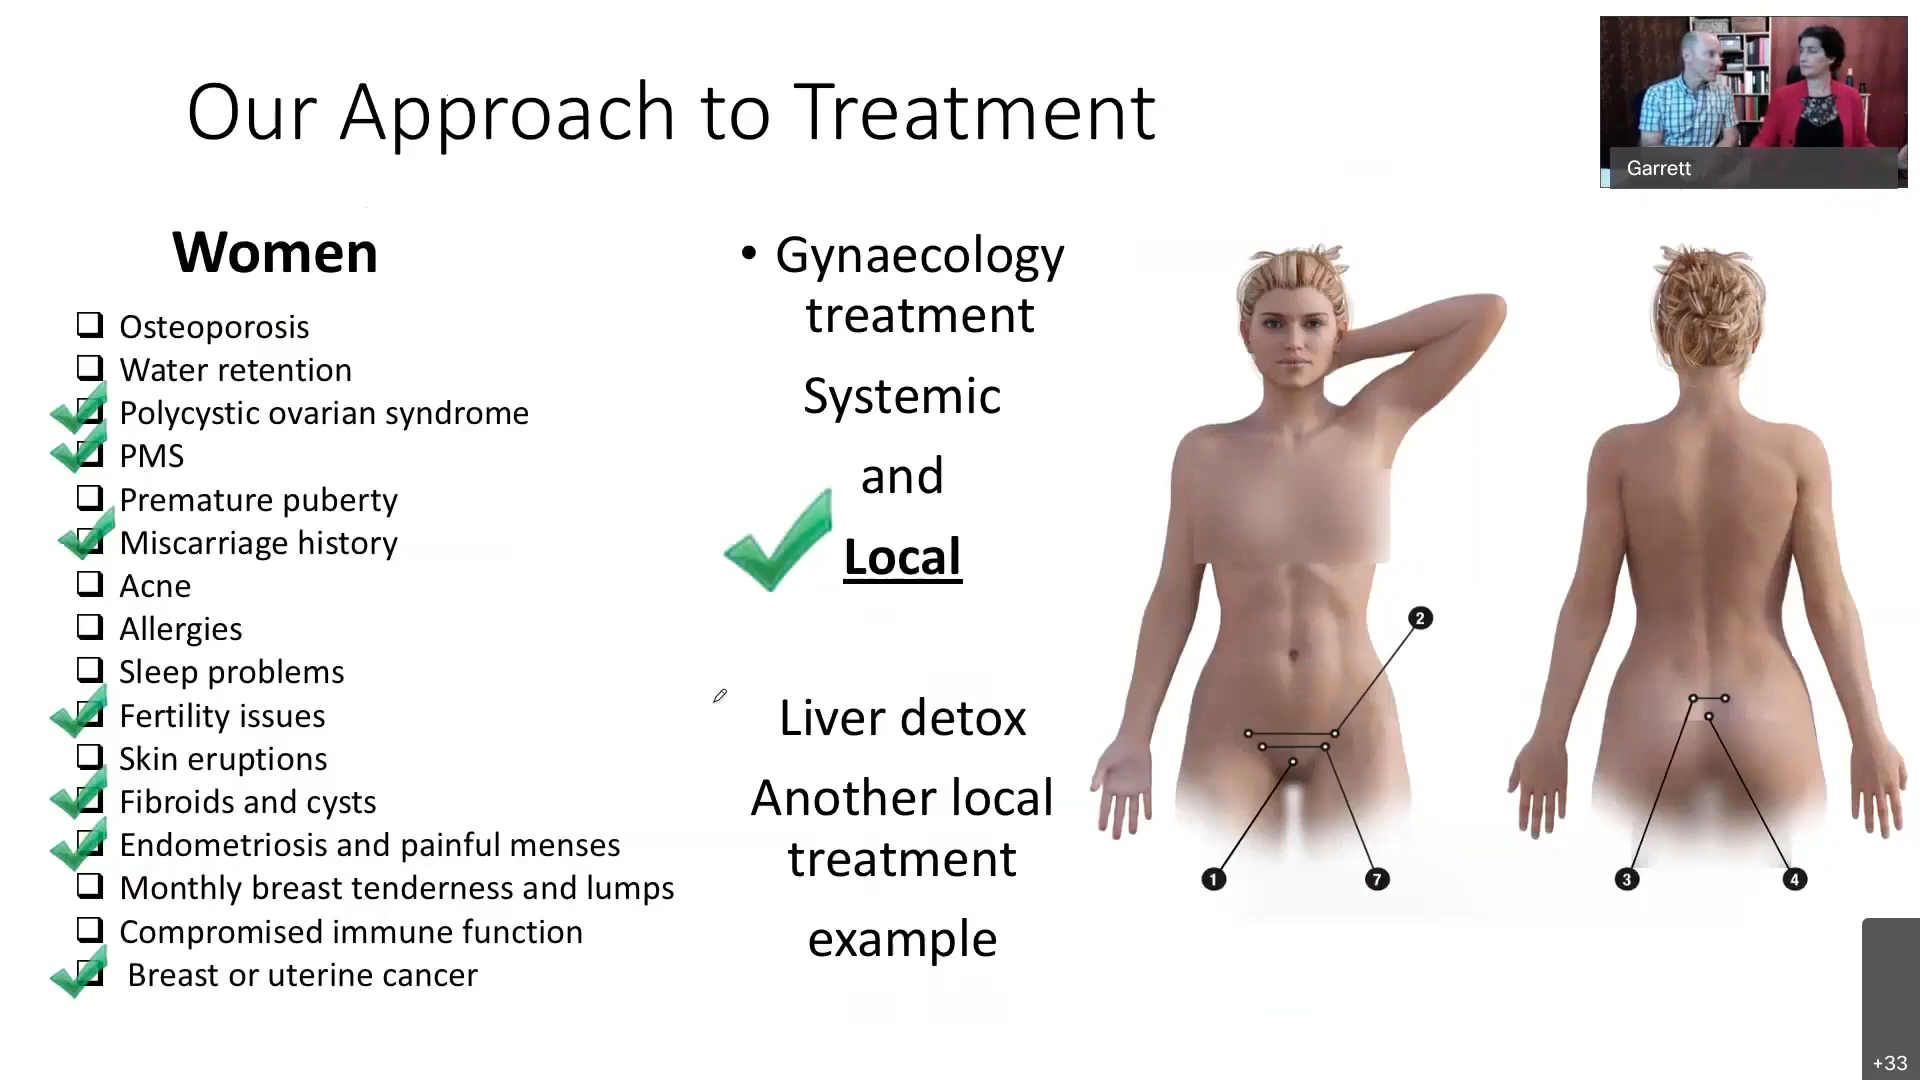 Our Approach to Treatment
Garrett
Women
Osteoporosis
Water retention
Polycystic ovarian syndrome
PMS
Premature puberty
Miscarriage history
Acne
Allergies
Sleep problems
Fertility issues
Skin eruptions
Fibroids and cysts
Endometriosis and painful menses
Monthly breast tenderness and lumps
Compromised immune function
Breast or uterine cancer
• Gynaecology
treatment
Systemic
and
Local
Liver detox
Another local
treatment
example
2
1
7
3
4
+33